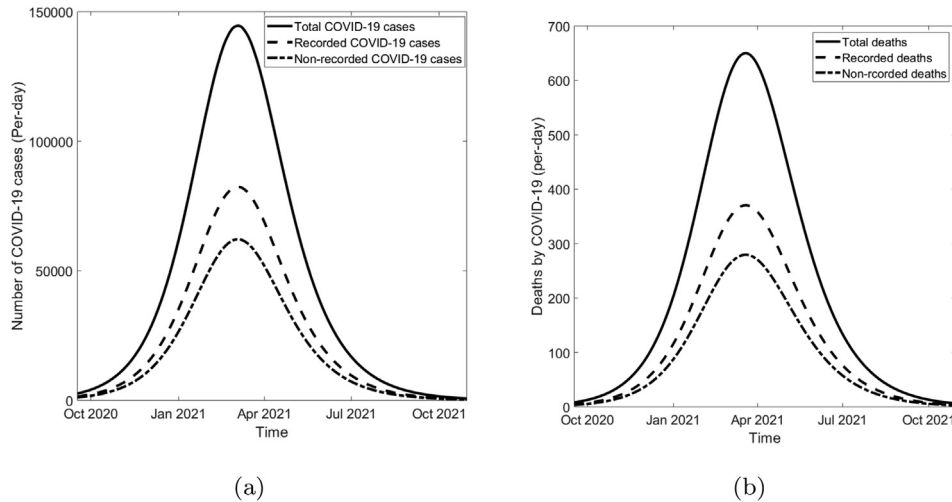 150000
100000
50000
0
Number of COVID-19 cases (Per-day)
Total COVID-19 cases
Recorded COVID-19 cases
Non-recorded COVID-19 cases
Oct 2020 Jan 2021 Apr 2021 Jul 2021 Oct 2021
Time
(a)
700
600
500
400
300
200
100
0
Deaths by COVID-19 (per-day)
Total deaths
Recorded deaths
Non-rcorded deaths
Oct 2020 Jan 2021 Apr 2021 Jul 2021 Oct 2021
Time
(b)